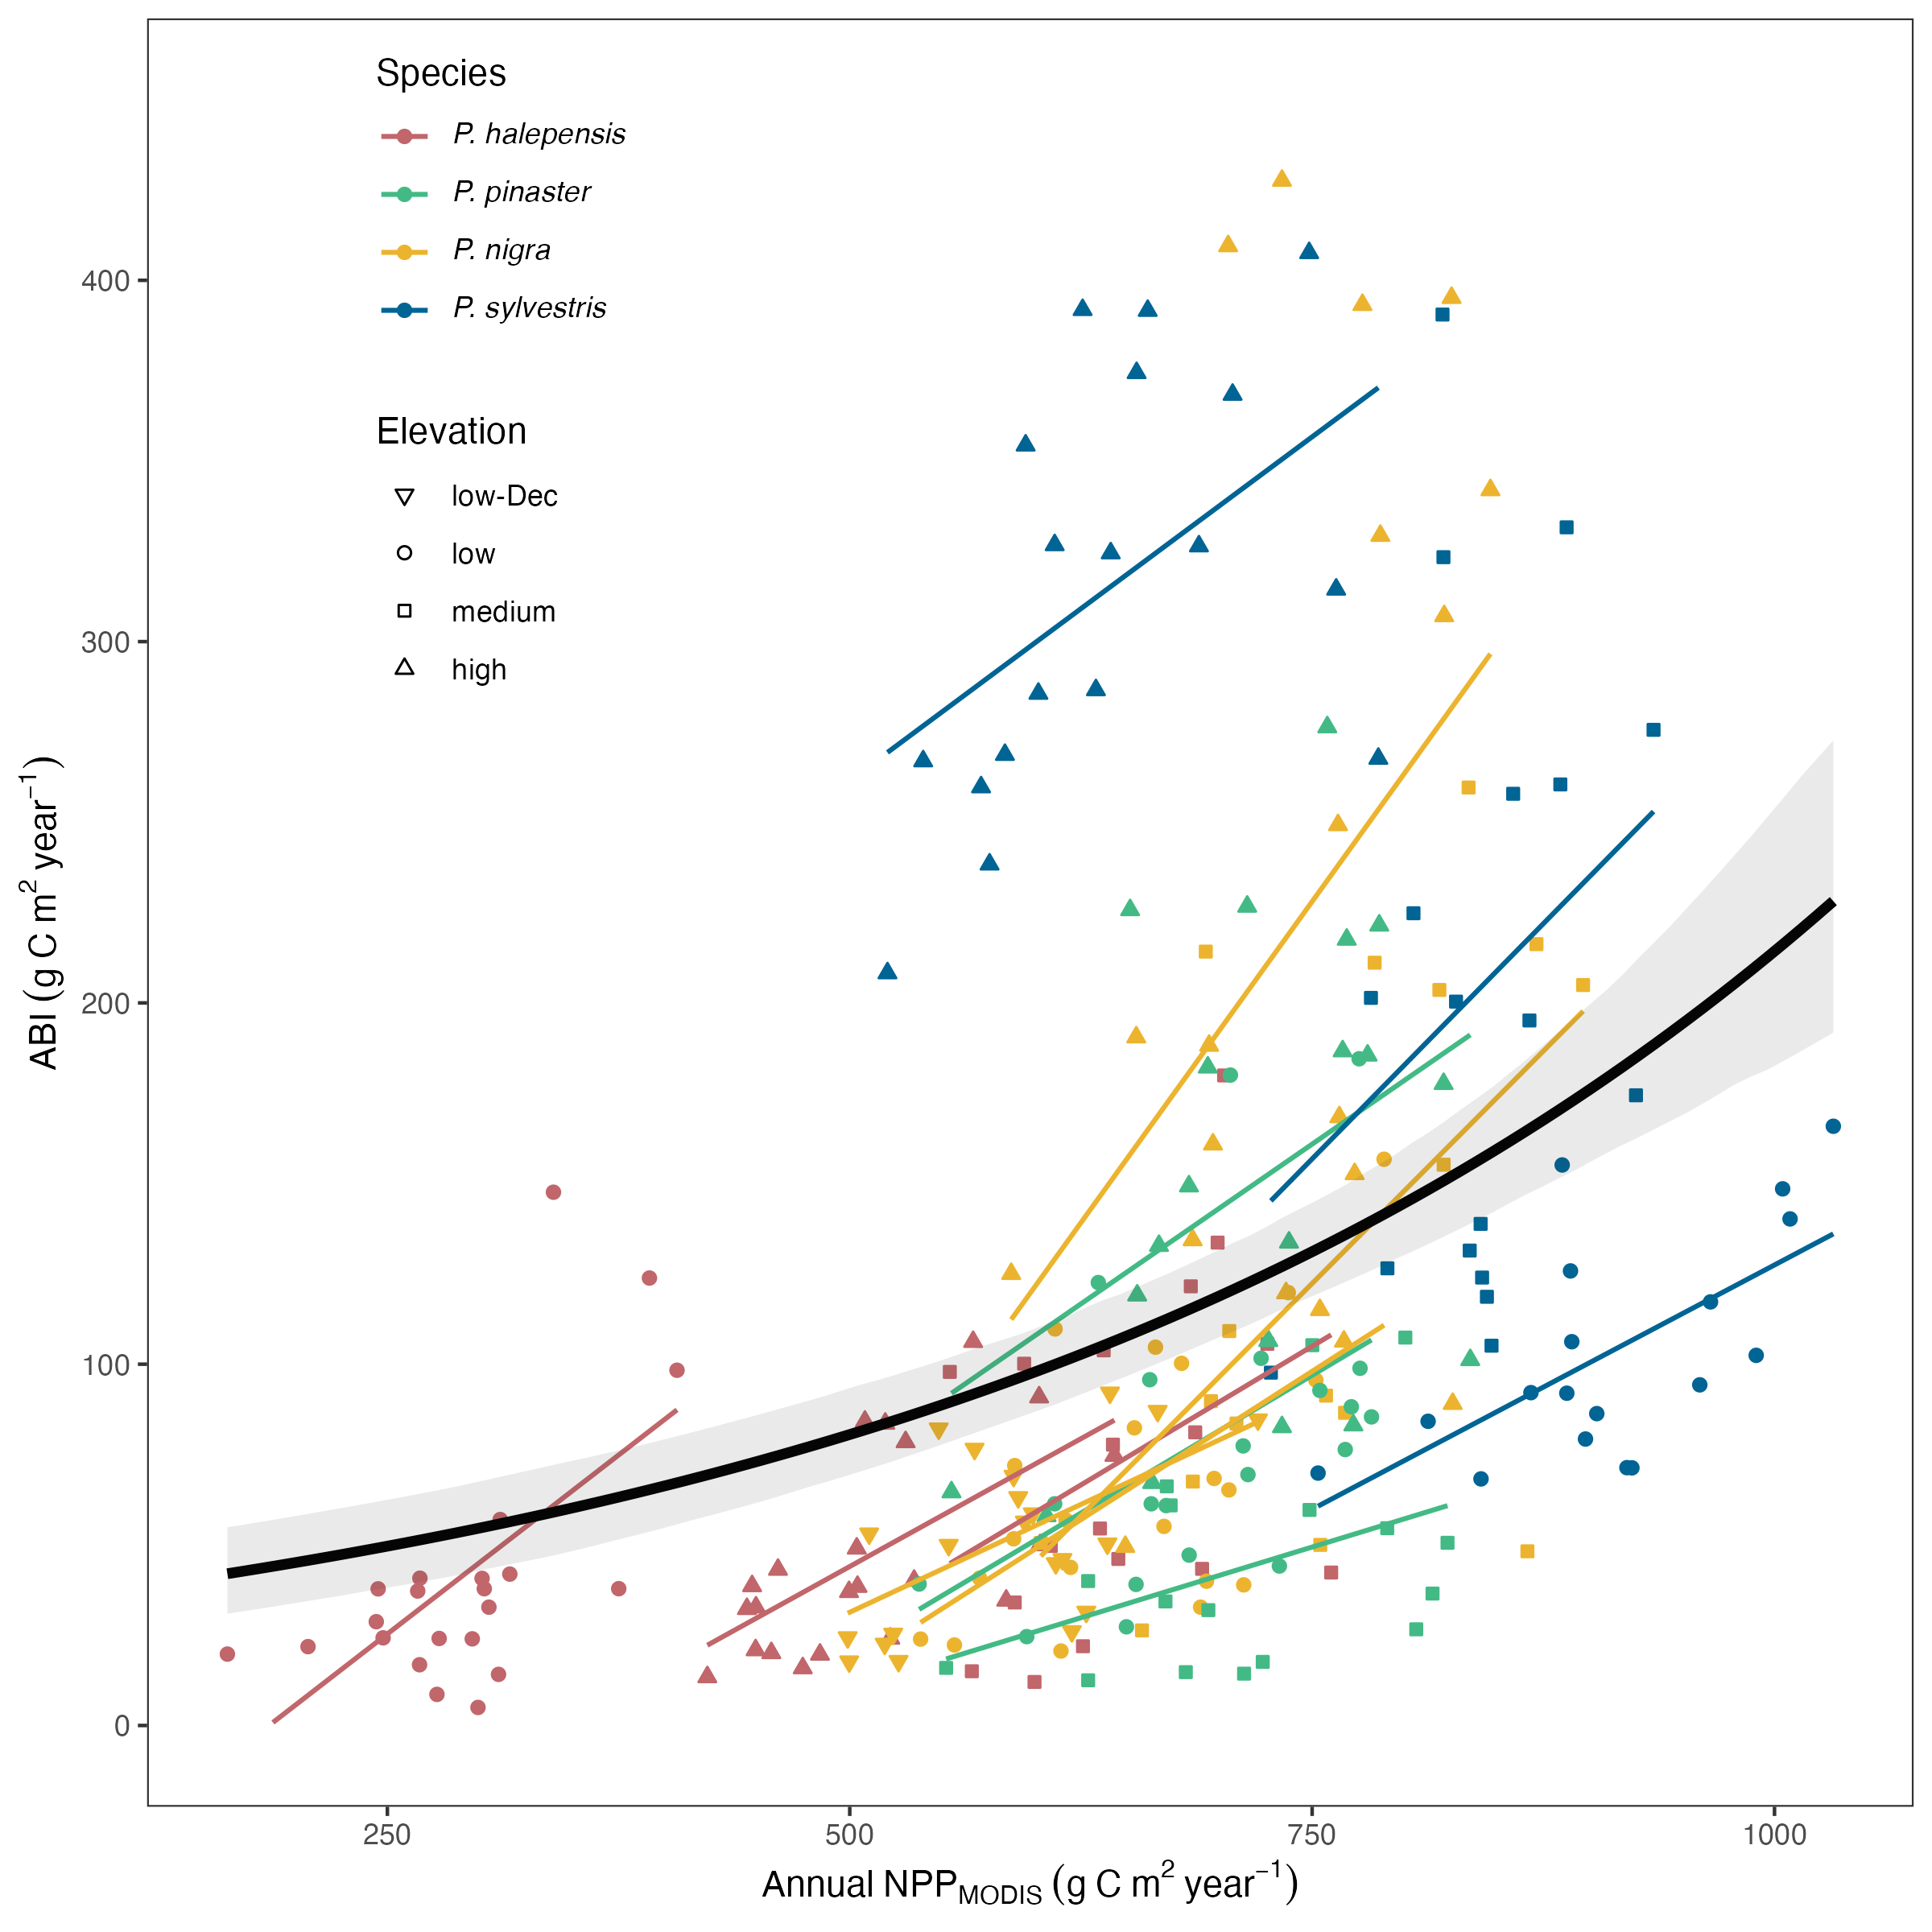 Species
P. halepensis
P. pinaster
P. nigra
P. sylvestris
Elevation
low-Dec
low
medium
high
400
300
200
100
0
ABI (g C m² year⁻¹)
250 500 750 1000
Annual NPP_MODIS (g C m² year⁻¹)